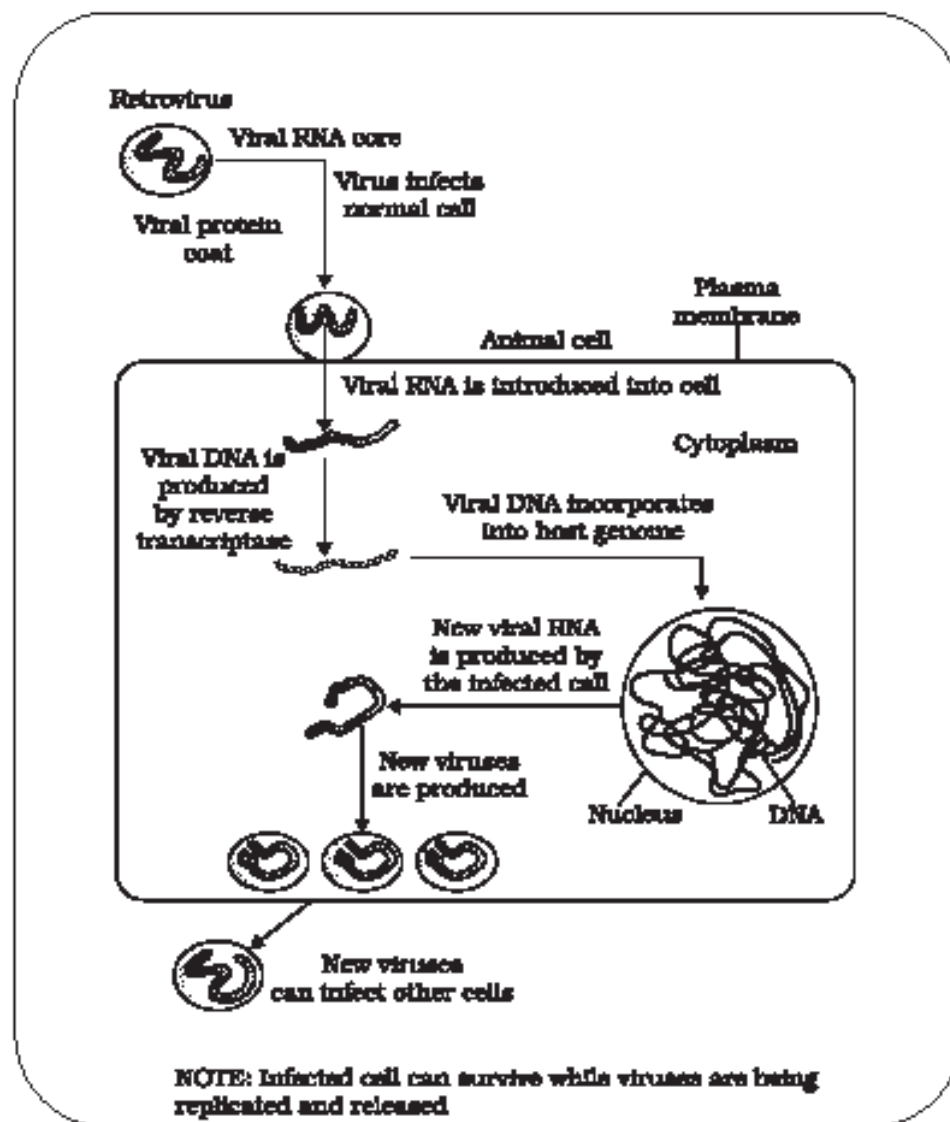 Retrovirus
Viral RNA core
Virus infects
normal cell
Viral protein
coat
Plasma
membrane
Animal cell
Viral RNA is introduced into cell
Cytoplasm
Viral DNA is
produced
by reverse
transcriptase
Viral DNA incorporates
into host genome
New viral RNA
is produced by
the infected cell
New viruses
are produced
Nucleus
DNA
New viruses
can infect other cells
NOTE: Infected cell can survive while viruses are being
replicated and released